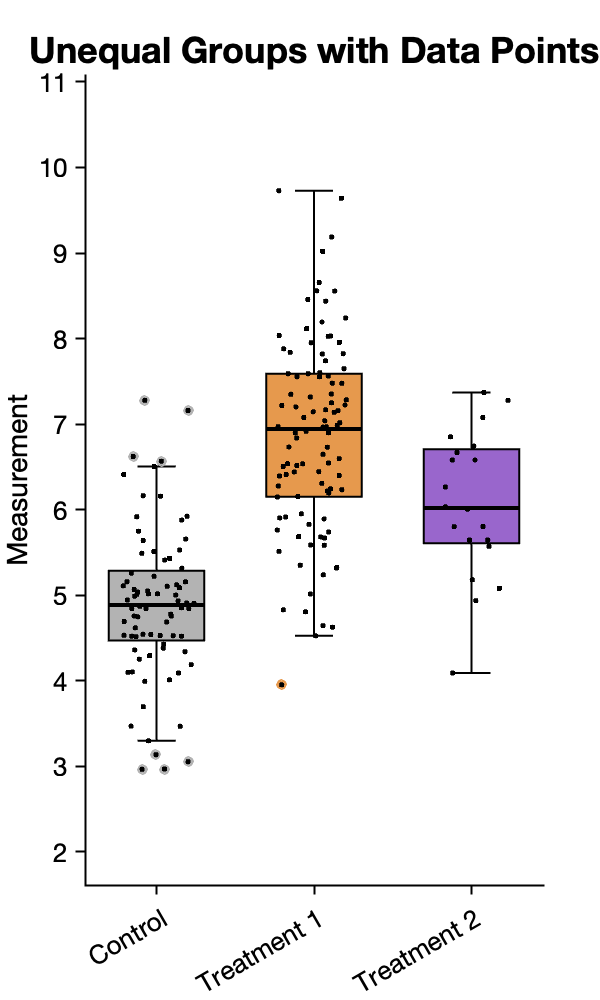 Unequal Groups with Data Points
11
10
9
8
7
6
5
4
3
2
Measurement
Control
Treatment 1
Treatment 2